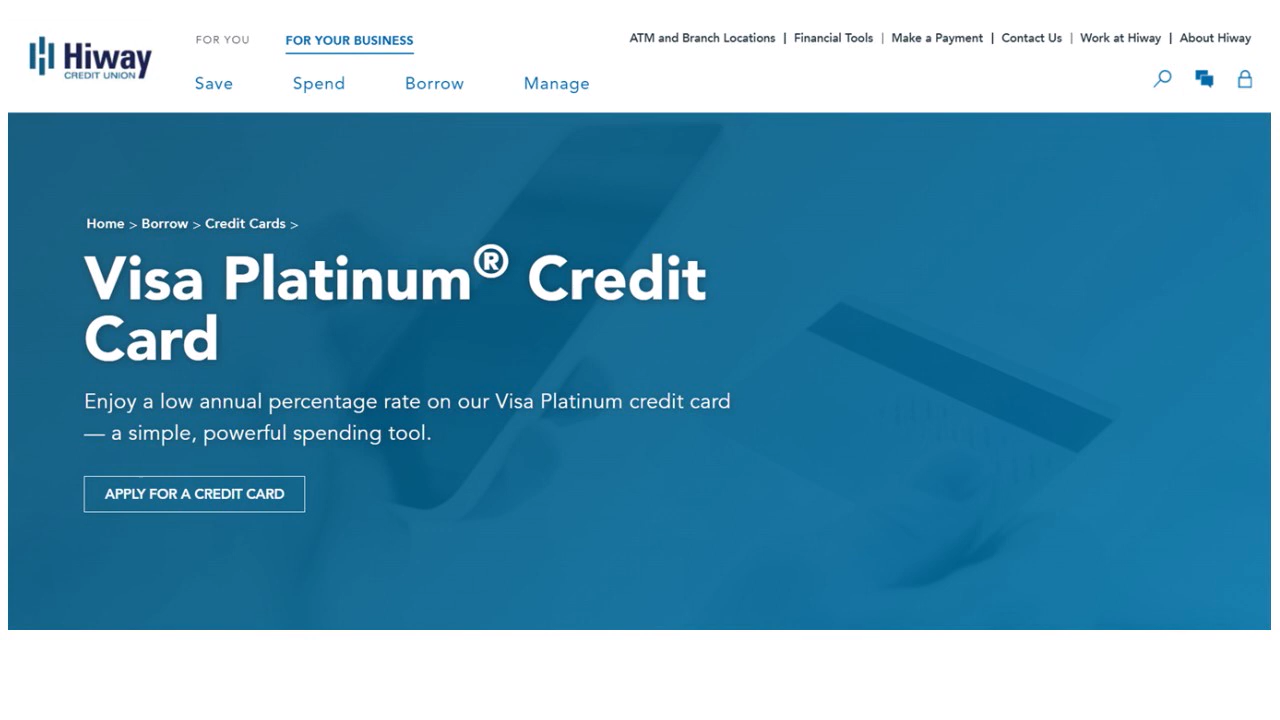 Hiway
CREDIT UNION
FOR YOU
FOR YOUR BUSINESS
ATM and Branch Locations | Financial Tools | Make a Payment | Contact Us | Work at Hiway | About Hiway
Save
Spend
Borrow
Manage
Home > Borrow > Credit Cards >
Visa Platinum® Credit
Card
Enjoy a low annual percentage rate on our Visa Platinum credit card
— a simple, powerful spending tool.
APPLY FOR A CREDIT CARD